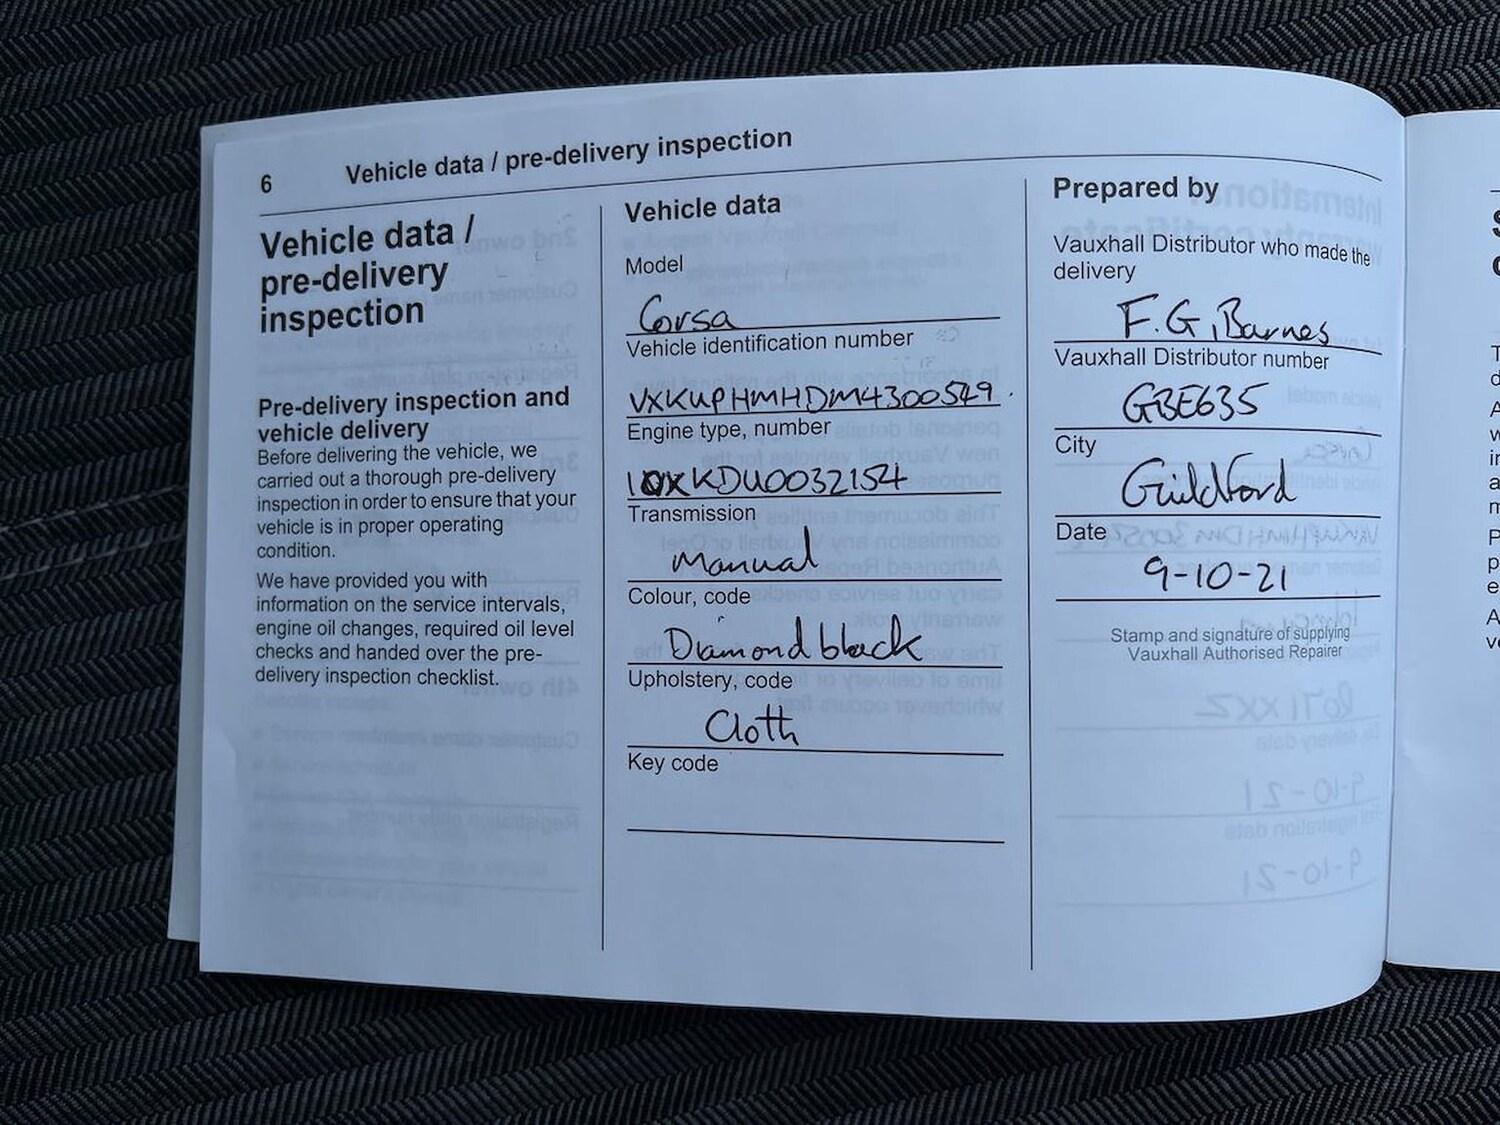 6 Vehicle data / pre-delivery inspection
Vehicle data /
pre-delivery
inspection
Pre-delivery inspection and
vehicle delivery
Before delivering the vehicle, we
carried out a thorough pre-delivery
inspection in order to ensure that your
vehicle is in proper operating
condition.
We have provided you with
information on the service intervals,
engine oil changes, required oil level
checks and handed over the pre-
delivery inspection checklist.
Vehicle data
Model
Corsa
Vehicle identification number
VXKUPHMHDM4300549
Engine type, number
10XKDU0032154
Transmission
Manual
Colour, code
Diamond black
Upholstery, code
Cloth
Key code
Prepared by
Vauxhall Distributor who made the
delivery
F.G. Barnes
Vauxhall Distributor number
GBE635
City
Guildford
Date
9-10-21
Stamp and signature of supplying
Vauxhall Authorised Repairer